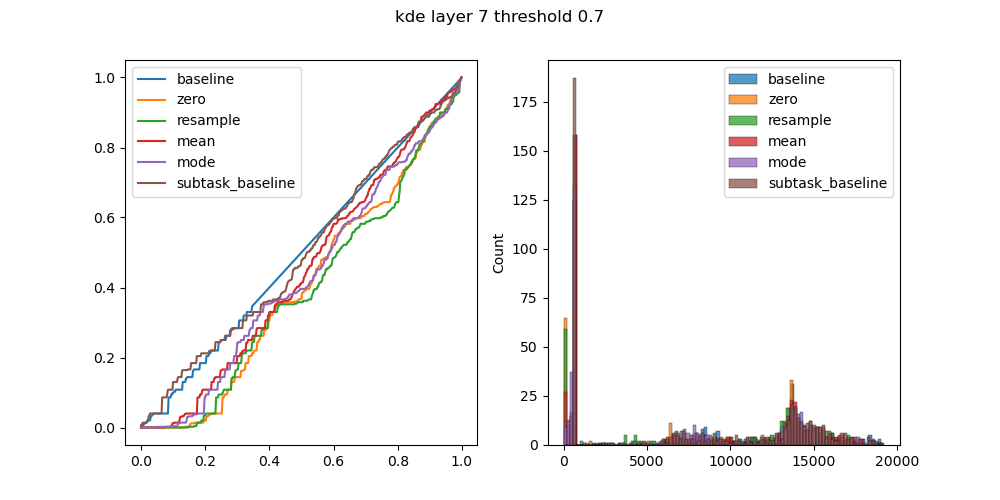 kde layer 7 threshold 0.7
baseline
zero
resample
mean
mode
subtask_baseline
1.0
0.8
0.6
0.4
0.2
0.0
0.0 0.2 0.4 0.6 0.8 1.0
baseline
zero
resample
mean
mode
subtask_baseline
Count
175
150
125
100
75
50
25
0
0 5000 10000 15000 20000